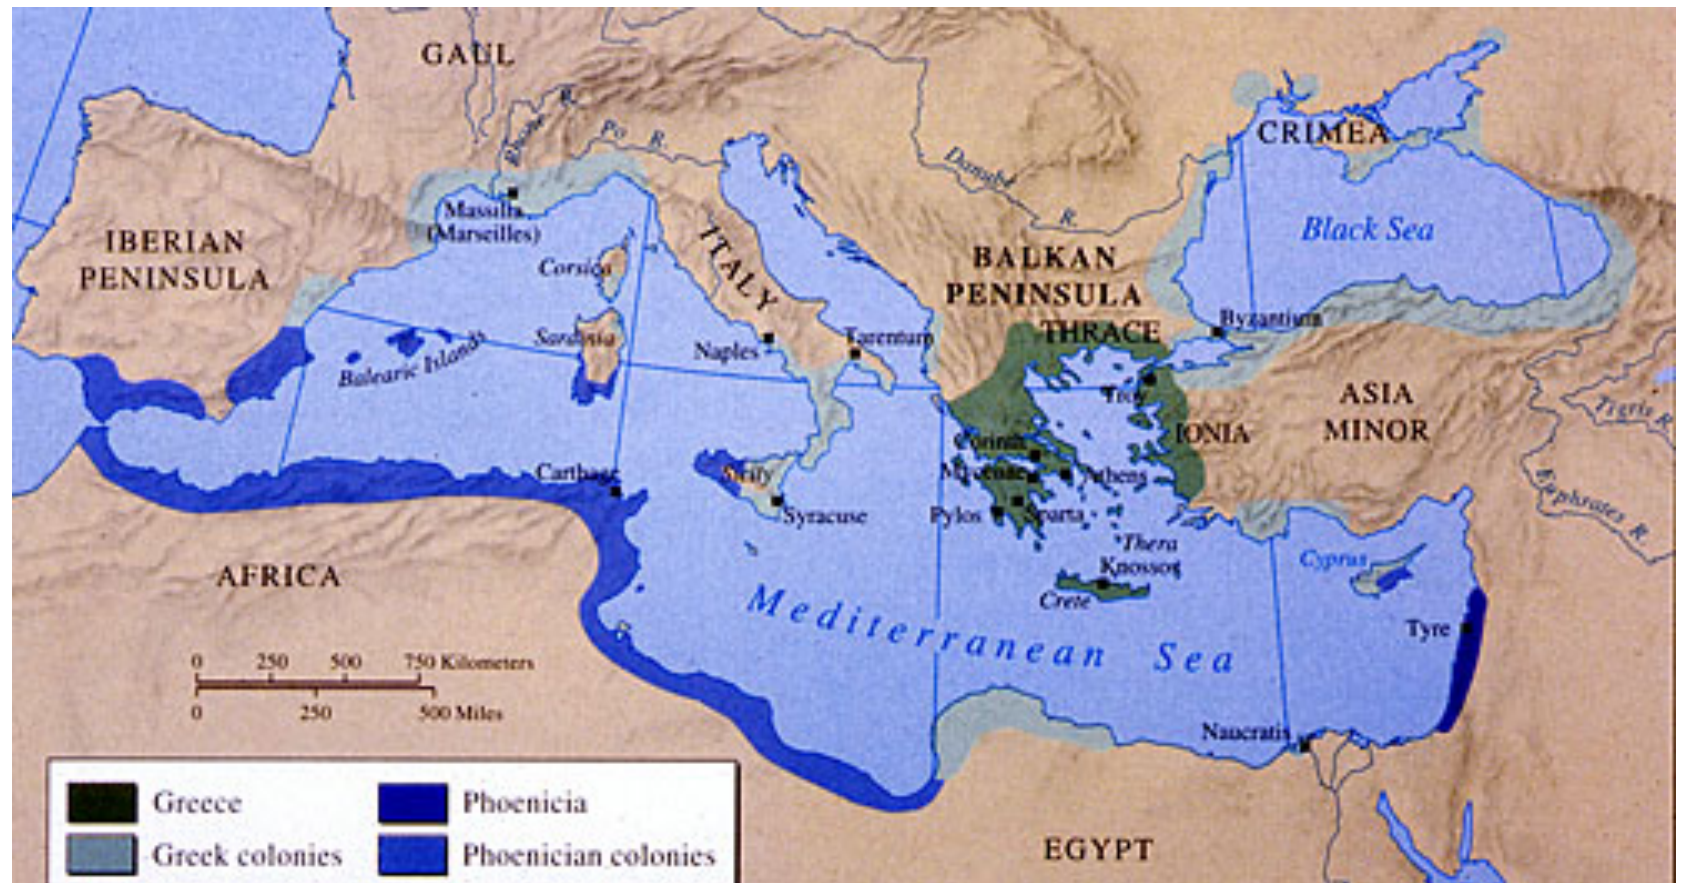 GAUL
Rhone R.
Po R.
Danube R.
CRIMEA
Black Sea
Massilla
(Marseilles)
IBERIAN
PENINSULA
Corsica
ITALY
BALKAN
PENINSULA
THRACE
Byzantium
Sardinia
Balearic Islands
Naples
Tarentum
Troy
ASIA
MINOR
Tigris R.
IONIA
Corinth
Mycenae
Athens
Carthage
Sicily
Syracuse
Pylos
Sparta
Euphrates R.
Thera
Knossos
Crete
Cyprus
AFRICA
Mediterranean Sea
Tyre
0 250 500 750 Kilometers
0 250 500 Miles
Naucratis
EGYPT
Greece
Phoenicia
Greek colonies
Phoenician colonies